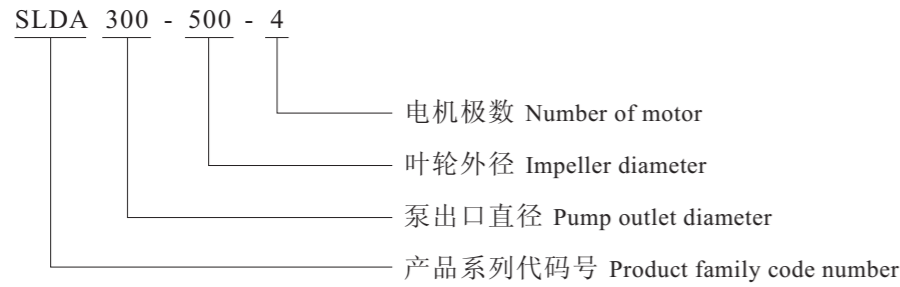 SLDA 300 - 500 - 4
电机极数 Number of motor
叶轮外径 Impeller diameter
泵出口直径 Pump outlet diameter
产品系列代码号 Product family code number